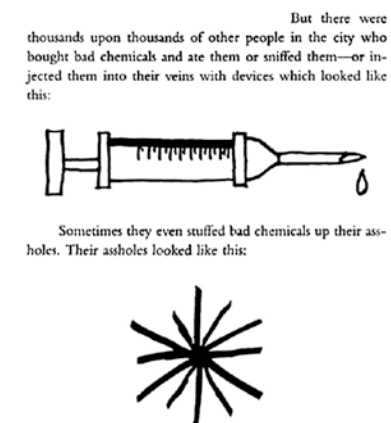 But there were
thousands upon thousands of other people in the city who
bought bad chemicals and ate them or sniffed them—or in-
jected them into their veins with devices which looked like
this:
Sometimes they even stuffed bad chemicals up their ass-
holes. Their assholes looked like this: